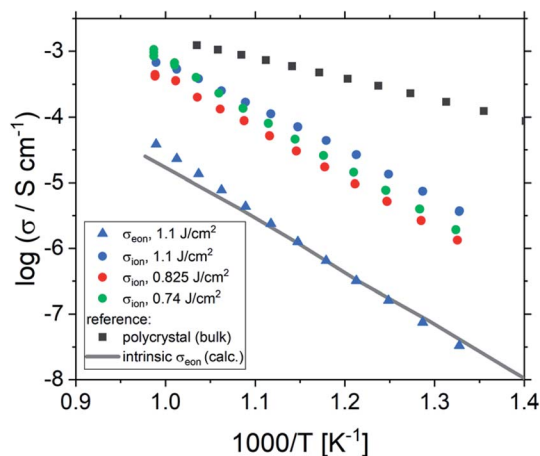 -3
-4
-5
-6
-7
-8
log (σ / S cm⁻¹)
σeon, 1.1 J/cm²
σion, 1.1 J/cm²
σion, 0.825 J/cm²
σion, 0.74 J/cm²
reference:
polycrystal (bulk)
intrinsic σeon (calc.)
0.9 1.0 1.1 1.2 1.3 1.4
1000/T [K⁻¹]